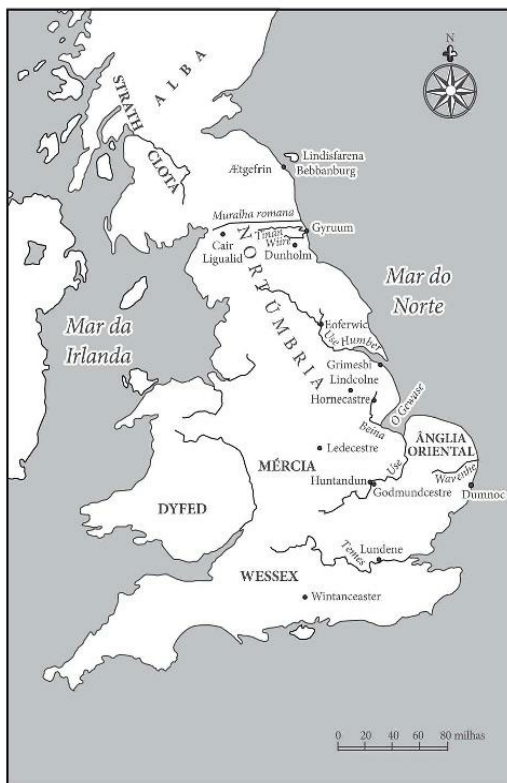 N
ALBA
STRATH
CLOTA
Lindisfarena
Bebbanburg
Ætgefrin
Muralha romana
Gyruum
Tinan
Wiire
Cair
Ligualid
Dunholm
NORTÚMBRIA
Mar do
Norte
Mar da
Irlanda
Eoferwic
Use
Humber
Grimesbi
Lindcolne
Hornecastre
O Gewasc
Beina
ÂNGLIA
ORIENTAL
Ledecestre
MÉRCIA
Use
Wavenhe
Huntandun
Godmundcestre
Dumnoc
DYFED
Temes
Lundene
WESSEX
Wintanceaster
0 20 40 60 80 milhas